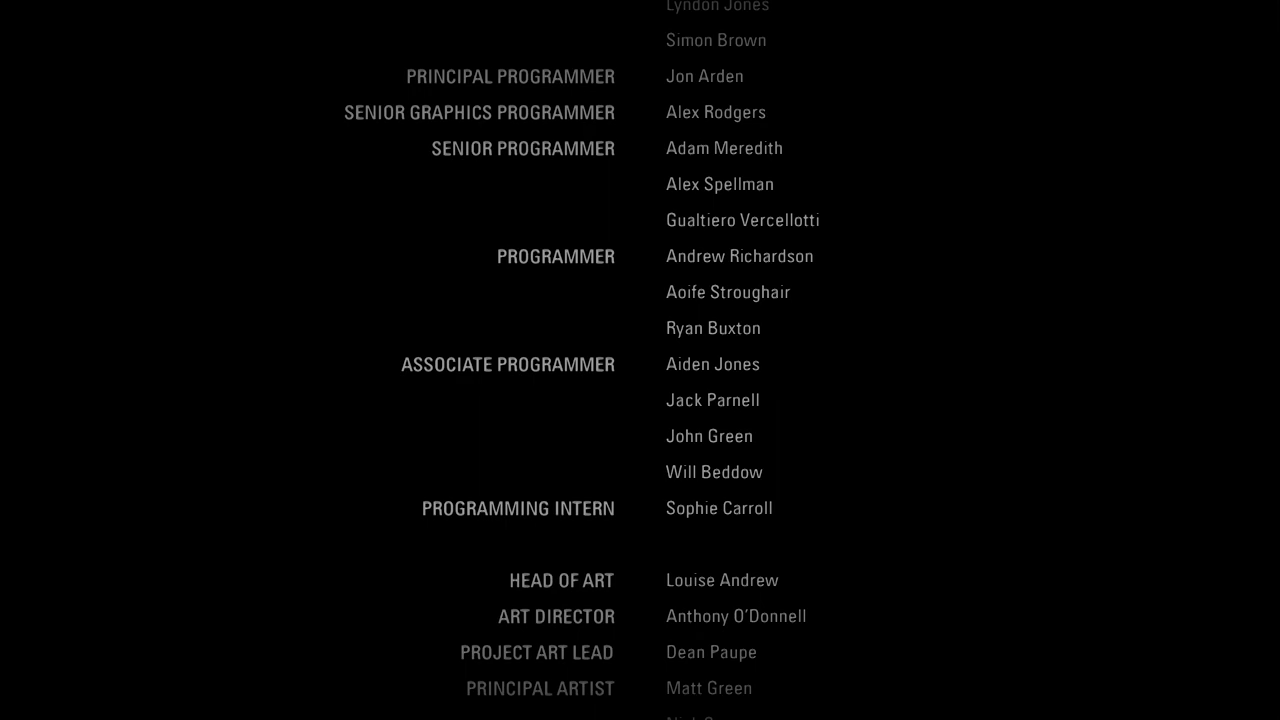 Lyndon Jones
Simon Brown
PRINCIPAL PROGRAMMER Jon Arden
SENIOR GRAPHICS PROGRAMMER Alex Rodgers
SENIOR PROGRAMMER Adam Meredith
Alex Spellman
Gualtiero Vercellotti
PROGRAMMER Andrew Richardson
Aoife Stroughair
Ryan Buxton
ASSOCIATE PROGRAMMER Aiden Jones
Jack Parnell
John Green
Will Beddow
PROGRAMMING INTERN Sophie Carroll
HEAD OF ART Louise Andrew
ART DIRECTOR Anthony O'Donnell
PROJECT ART LEAD Dean Paupe
PRINCIPAL ARTIST Matt Green